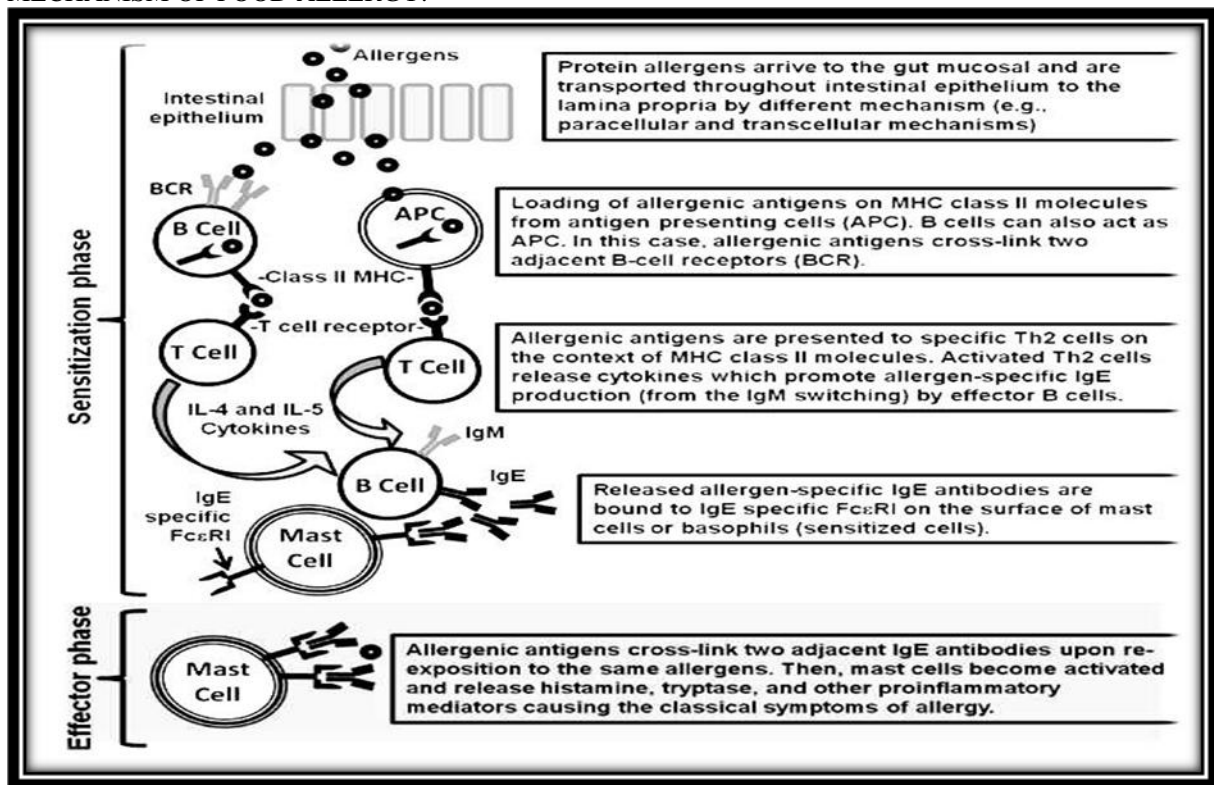 MECHANISM OF FOOD ALLERGY:
Allergens
Intestinal
epithelium
Protein allergens arrive to the gut mucosal and are
transported throughout intestinal epithelium to the
lamina propria by different mechanism (e.g.,
paracellular and transcellular mechanisms)
Sensitization phase
BCR
B Cell
APC
Loading of allergenic antigens on MHC class II molecules
from antigen presenting cells (APC). B cells can also act as
APC. In this case, allergenic antigens cross-link two
adjacent B-cell receptors (BCR).
-Class II MHC-
-T cell receptor-
T Cell
T Cell
Allergenic antigens are presented to specific Th2 cells on
the context of MHC class II molecules. Activated Th2 cells
release cytokines which promote allergen-specific IgE
production (from the IgM switching) by effector B cells.
IL-4 and IL-5
Cytokines
IgM
B Cell
IgE
IgE
specific
FcεRI
Mast
Cell
Released allergen-specific IgE antibodies are
bound to IgE specific FcεRI on the surface of mast
cells or basophils (sensitized cells).
Effector phase
Mast
Cell
Allergenic antigens cross-link two adjacent IgE antibodies upon re-
exposition to the same allergens. Then, mast cells become activated
and release histamine, tryptase, and other proinflammatory
mediators causing the classical symptoms of allergy.